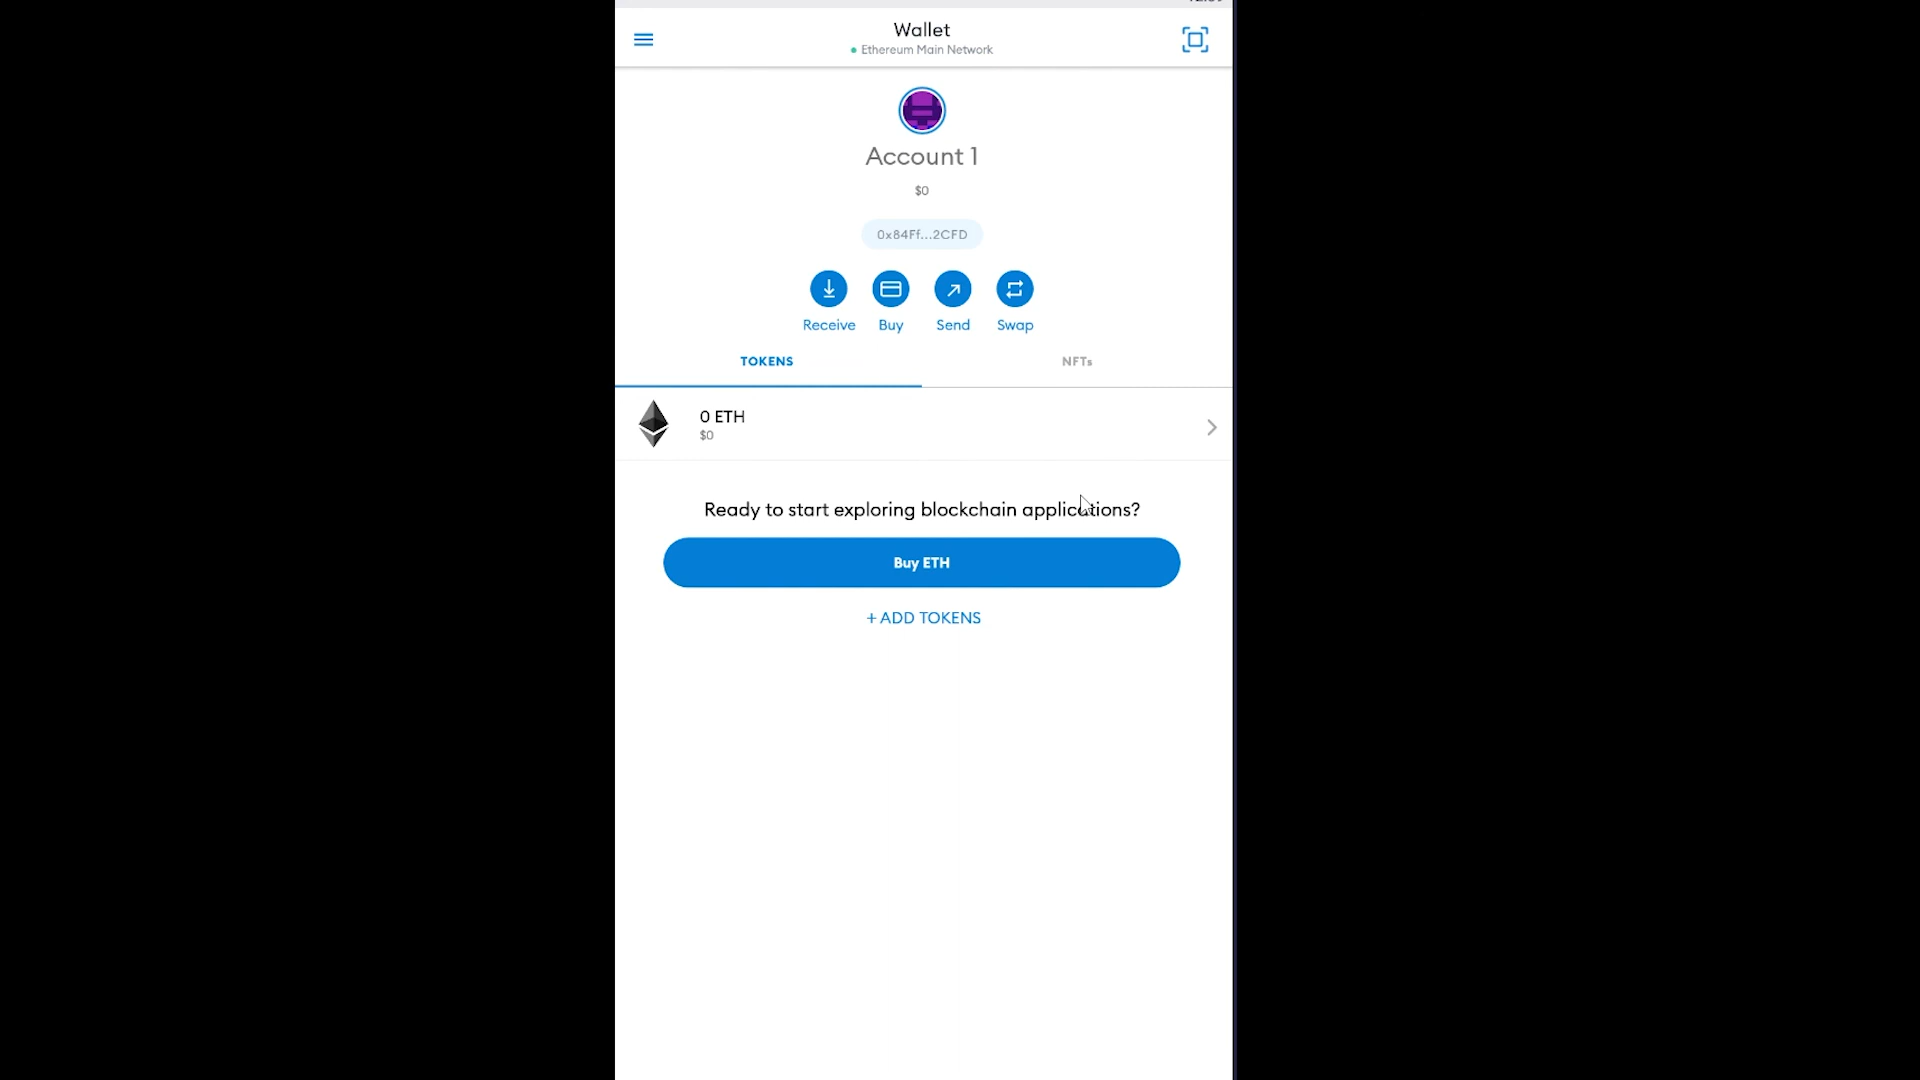 Wallet
Ethereum Main Network
Account 1
$0
0x84Ff...2CFD
Receive Buy Send Swap
TOKENS NFTs
0 ETH
$0
Ready to start exploring blockchain applications?
Buy ETH
+ ADD TOKENS